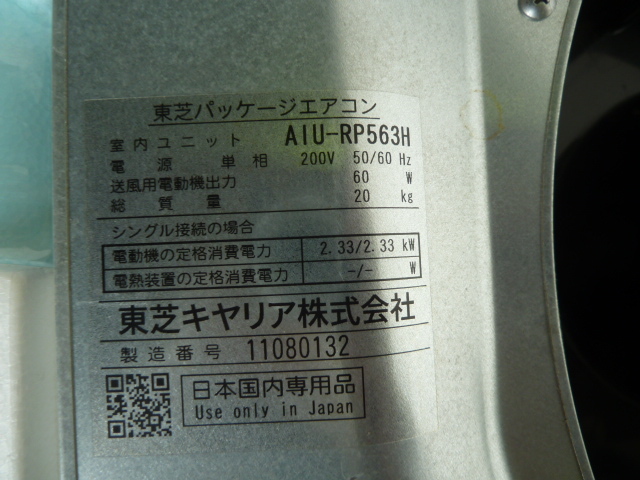 東芝パッケージエアコン
室内ユニット AIU-RP563H
電源 単相 200V 50/60 Hz
送風用電動機出力 60 W
総質量 20 kg
シングル接続の場合
電動機の定格消費電力 2.33/2.33 kW
電熱装置の定格消費電力 -/- W
東芝キヤリア株式会社
製造番号 11080132
日本国内専用品
Use only in Japan